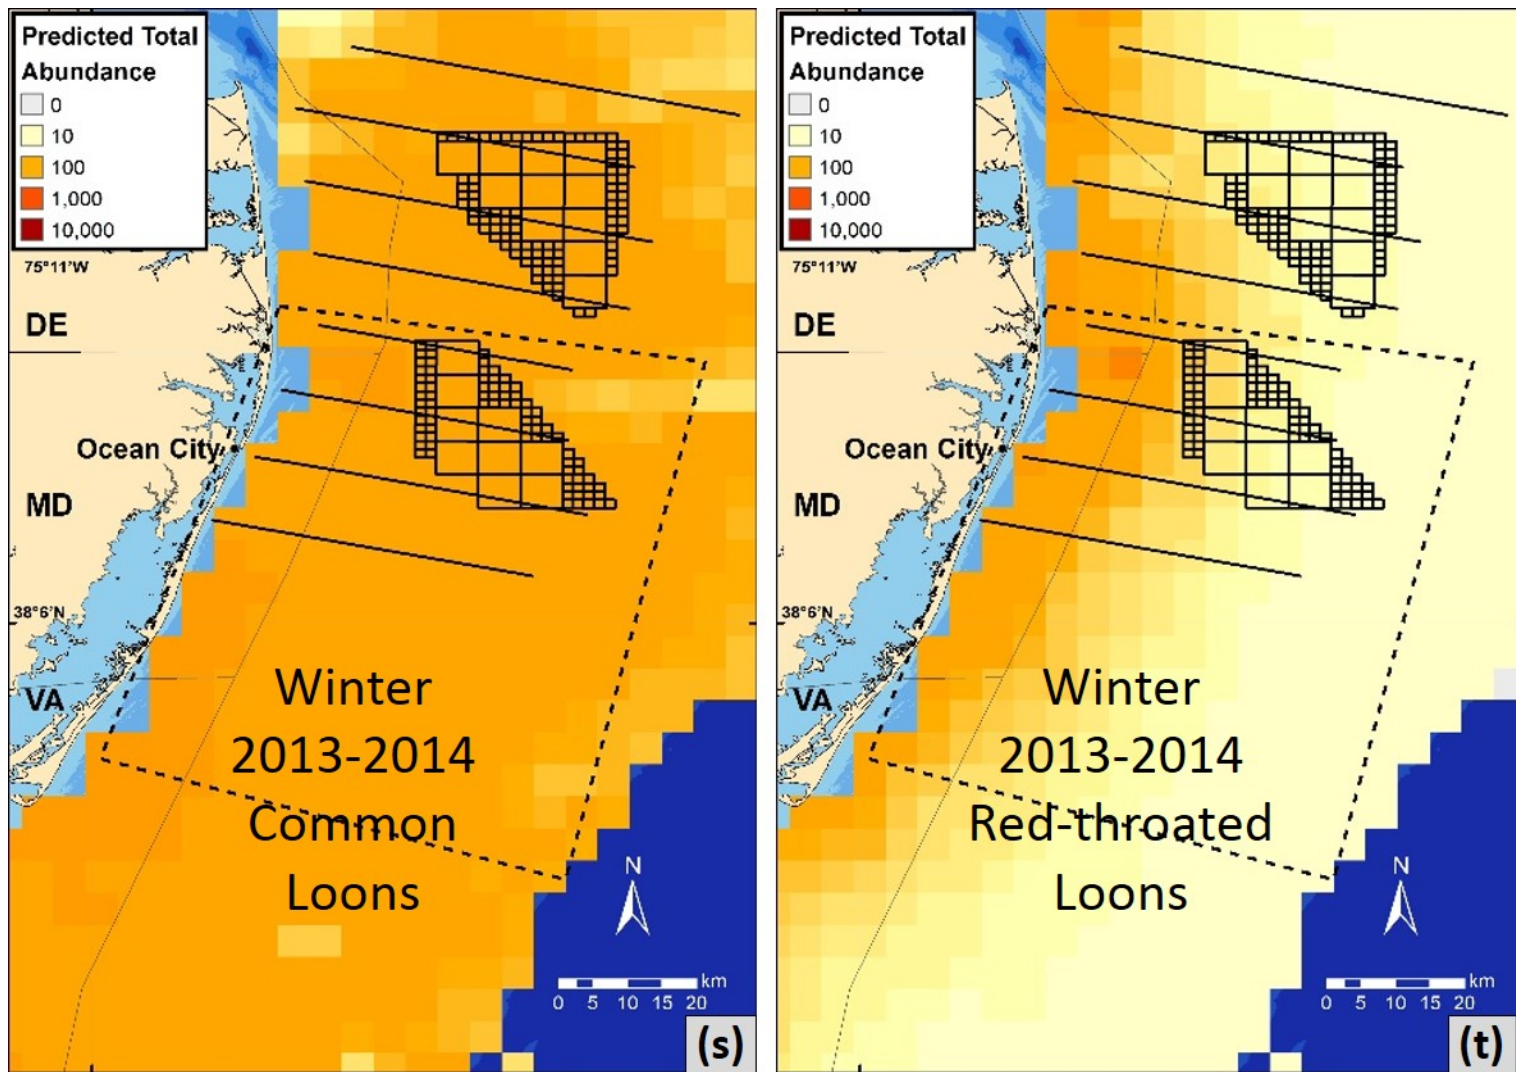 Predicted Total
Abundance
0
10
100
1,000
10,000
75°11'W
DE
Ocean City
MD
38°6'N
VA
Winter
2013-2014
Common
Loons
N
km
0 5 10 15 20
(s)
Predicted Total
Abundance
0
10
100
1,000
10,000
75°11'W
DE
Ocean City
MD
38°6'N
VA
Winter
2013-2014
Red-throated
Loons
N
km
0 5 10 15 20
(t)